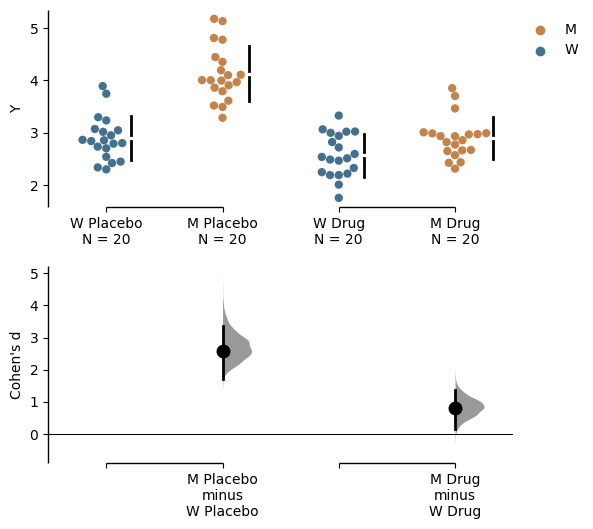 5
4
3
2
Y
M
W
W Placebo
N = 20
M Placebo
N = 20
W Drug
N = 20
M Drug
N = 20
5
4
3
2
1
0
Cohen's d
M Placebo
minus
W Placebo
M Drug
minus
W Drug